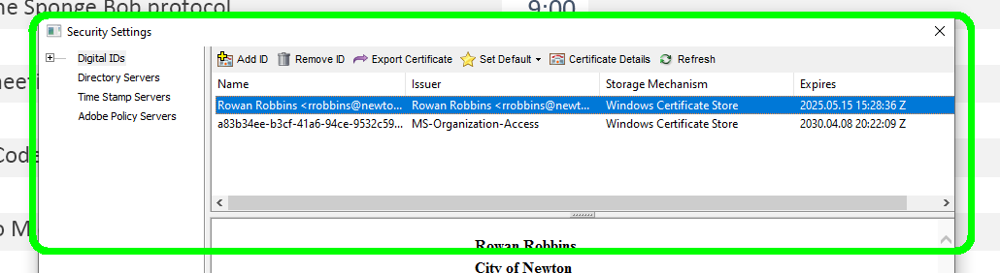 ne Sponge Bob protocol 9:00
Security Settings
Digital IDs
Directory Servers
Time Stamp Servers
Adobe Policy Servers
Add ID Remove ID Export Certificate Set Default Certificate Details Refresh
Name Issuer Storage Mechanism Expires
Rowan Robbins <rrobbins@newto... Rowan Robbins <rrobbins@newt... Windows Certificate Store 2025.05.15 15:28:36 Z
a83b34ee-b3cf-41a6-94ce-9532c59... MS-Organization-Access Windows Certificate Store 2030.04.08 20:22:09 Z
Code
Rowan Robbins
City of Newton